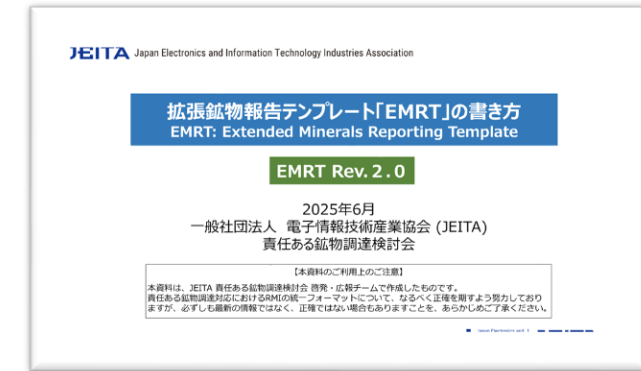 JEITA Japan Electronics and Information Technology Industries Association
拡張鉱物報告テンプレート「EMRT」の書き方
EMRT: Extended Minerals Reporting Template
EMRT Rev.2.0
2025年6月
一般社団法人 電子情報技術産業協会 (JEITA)
責任ある鉱物調達検討会
【本資料のご利用上のご注意】
本資料は、JEITA 責任ある鉱物調達検討会 啓発・広報チームで作成したものです。
責任ある鉱物調達対応におけるRMIの統一フォーマットについて、なるべく正確を期すよう努力しており
ますが、必ずしも最新の情報ではなく、正確ではない場合もありますことを、あらかじめご了承ください。